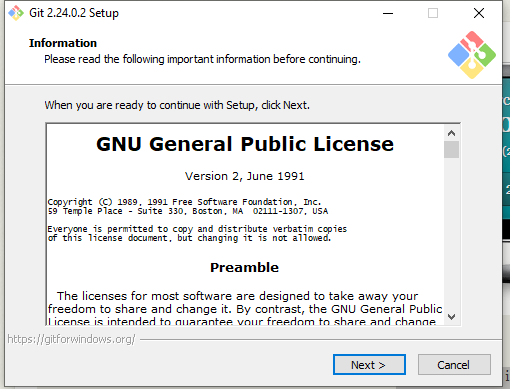 Git 2.24.0.2 Setup
Information
Please read the following important information before continuing.
When you are ready to continue with Setup, click Next.
GNU General Public License
Version 2, June 1991
Copyright (C) 1989, 1991 Free Software Foundation, Inc.
59 Temple Place - Suite 330, Boston, MA  02111-1307, USA
Everyone is permitted to copy and distribute verbatim copies
of this license document, but changing it is not allowed.
Preamble
The licenses for most software are designed to take away your
freedom to share and change it. By contrast, the GNU General Public
License is intended to guarantee your freedom to share and change
https://gitforwindows.org/
Next >
Cancel